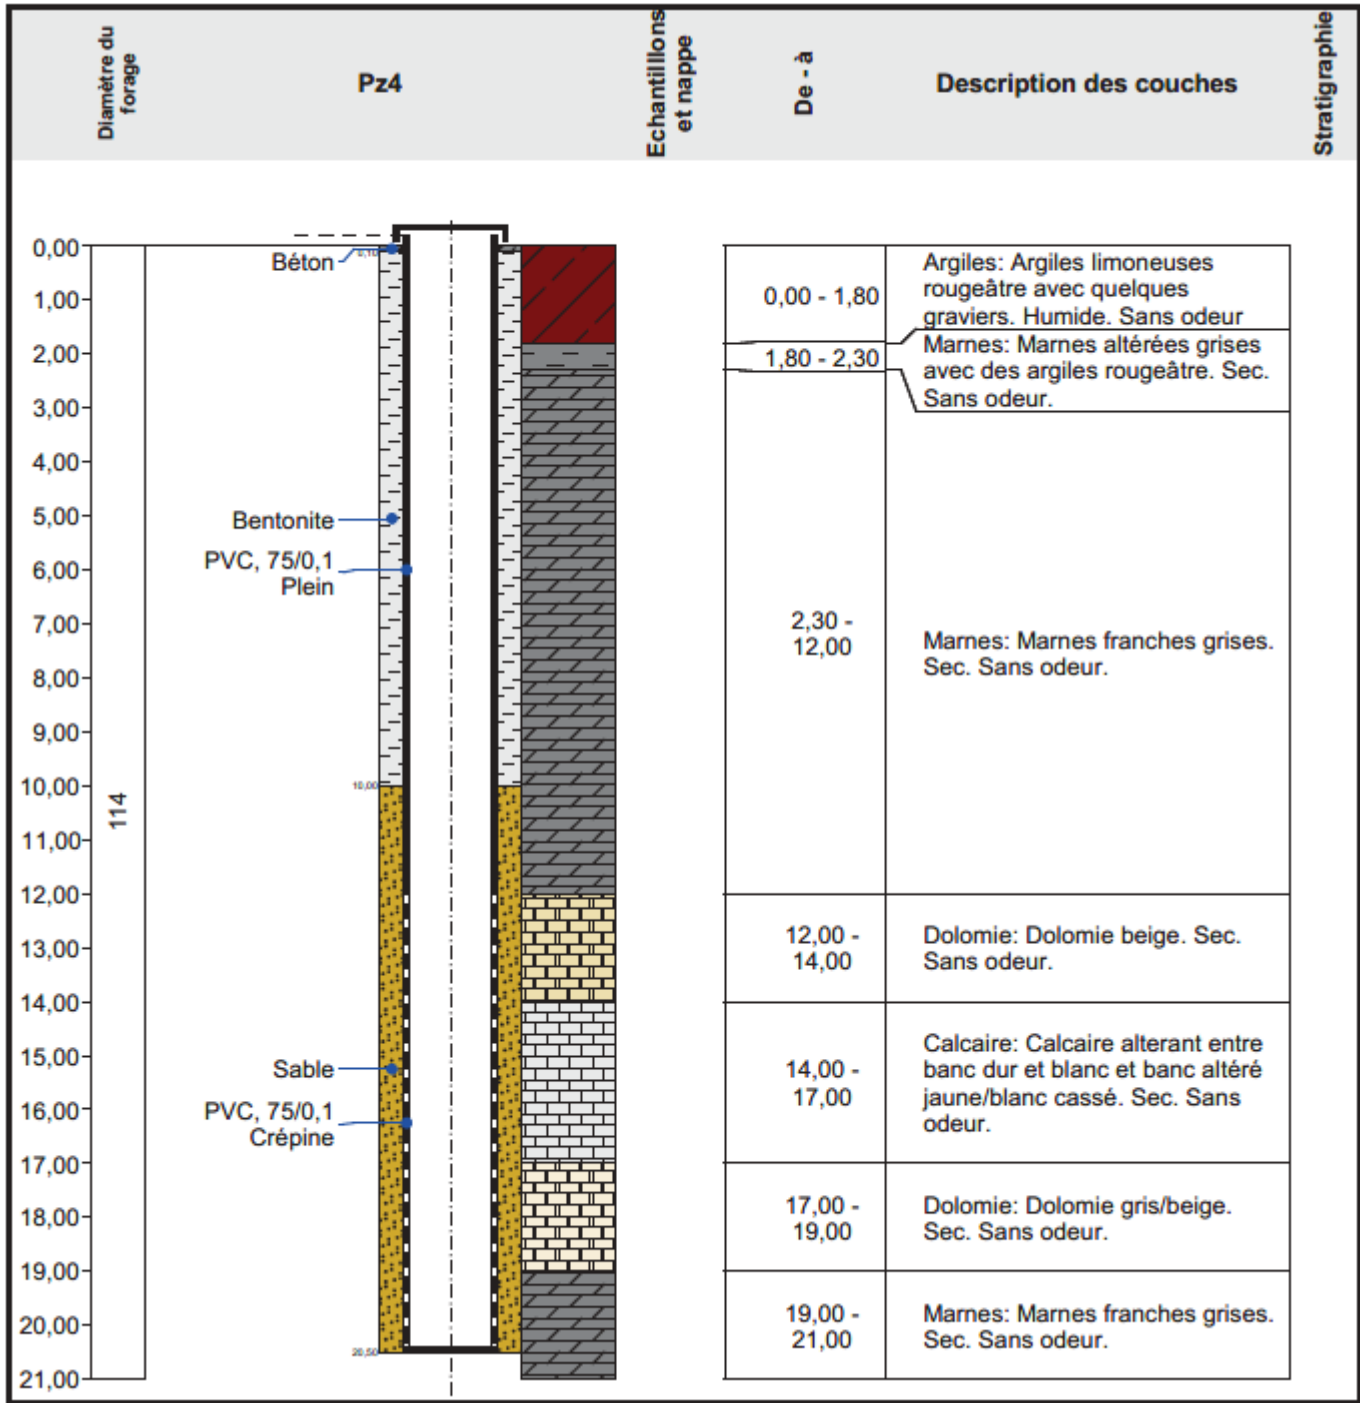 Diamètre du
forage
Pz4
Echantillons
et nappe
De - à
Description des couches
Stratigraphie
0,00
1,00
2,00
3,00
4,00
5,00
6,00
7,00
8,00
9,00
10,00
11,00
12,00
13,00
14,00
15,00
16,00
17,00
18,00
19,00
20,00
21,00
114
Béton
0,10
Bentonite
PVC, 75/0,1
Plein
10,00
Sable
PVC, 75/0,1
Crépine
20,50
0,00 - 1,80
Argiles: Argiles limoneuses
rougeâtre avec quelques
graviers. Humide. Sans odeur
1,80 - 2,30
Marnes: Marnes altérées grises
avec des argiles rougeâtre. Sec.
Sans odeur.
2,30 -
12,00
Marnes: Marnes franches grises.
Sec. Sans odeur.
12,00 -
14,00
Dolomie: Dolomie beige. Sec.
Sans odeur.
14,00 -
17,00
Calcaire: Calcaire alterant entre
banc dur et blanc et banc altéré
jaune/blanc cassé. Sec. Sans
odeur.
17,00 -
19,00
Dolomie: Dolomie gris/beige.
Sec. Sans odeur.
19,00 -
21,00
Marnes: Marnes franches grises.
Sec. Sans odeur.